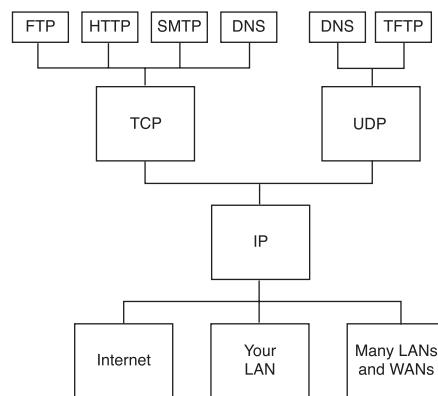 FTP HTTP SMTP DNS DNS TFTP
TCP UDP
IP
Internet
Your
LAN
Many LANs
and WANs